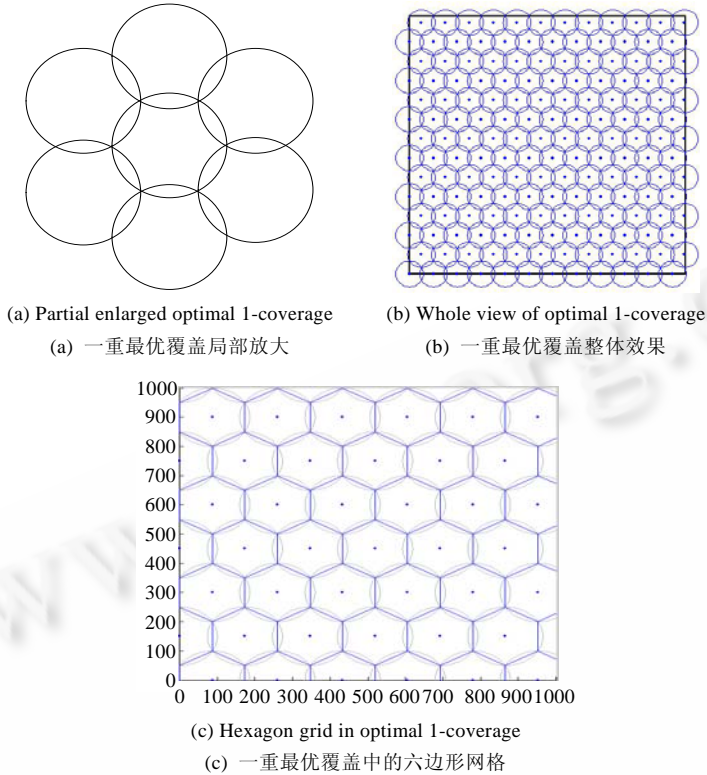 (a) Partial enlarged optimal 1-coverage (b) Whole view of optimal 1-coverage
(a) 一重最优覆盖局部放大 (b) 一重最优覆盖整体效果
1000
900
800
700
600
500
400
300
200
100
0
0 100 200 300 400 500 600 700 800 900 1000
(c) Hexagon grid in optimal 1-coverage
(c) 一重最优覆盖中的六边形网格